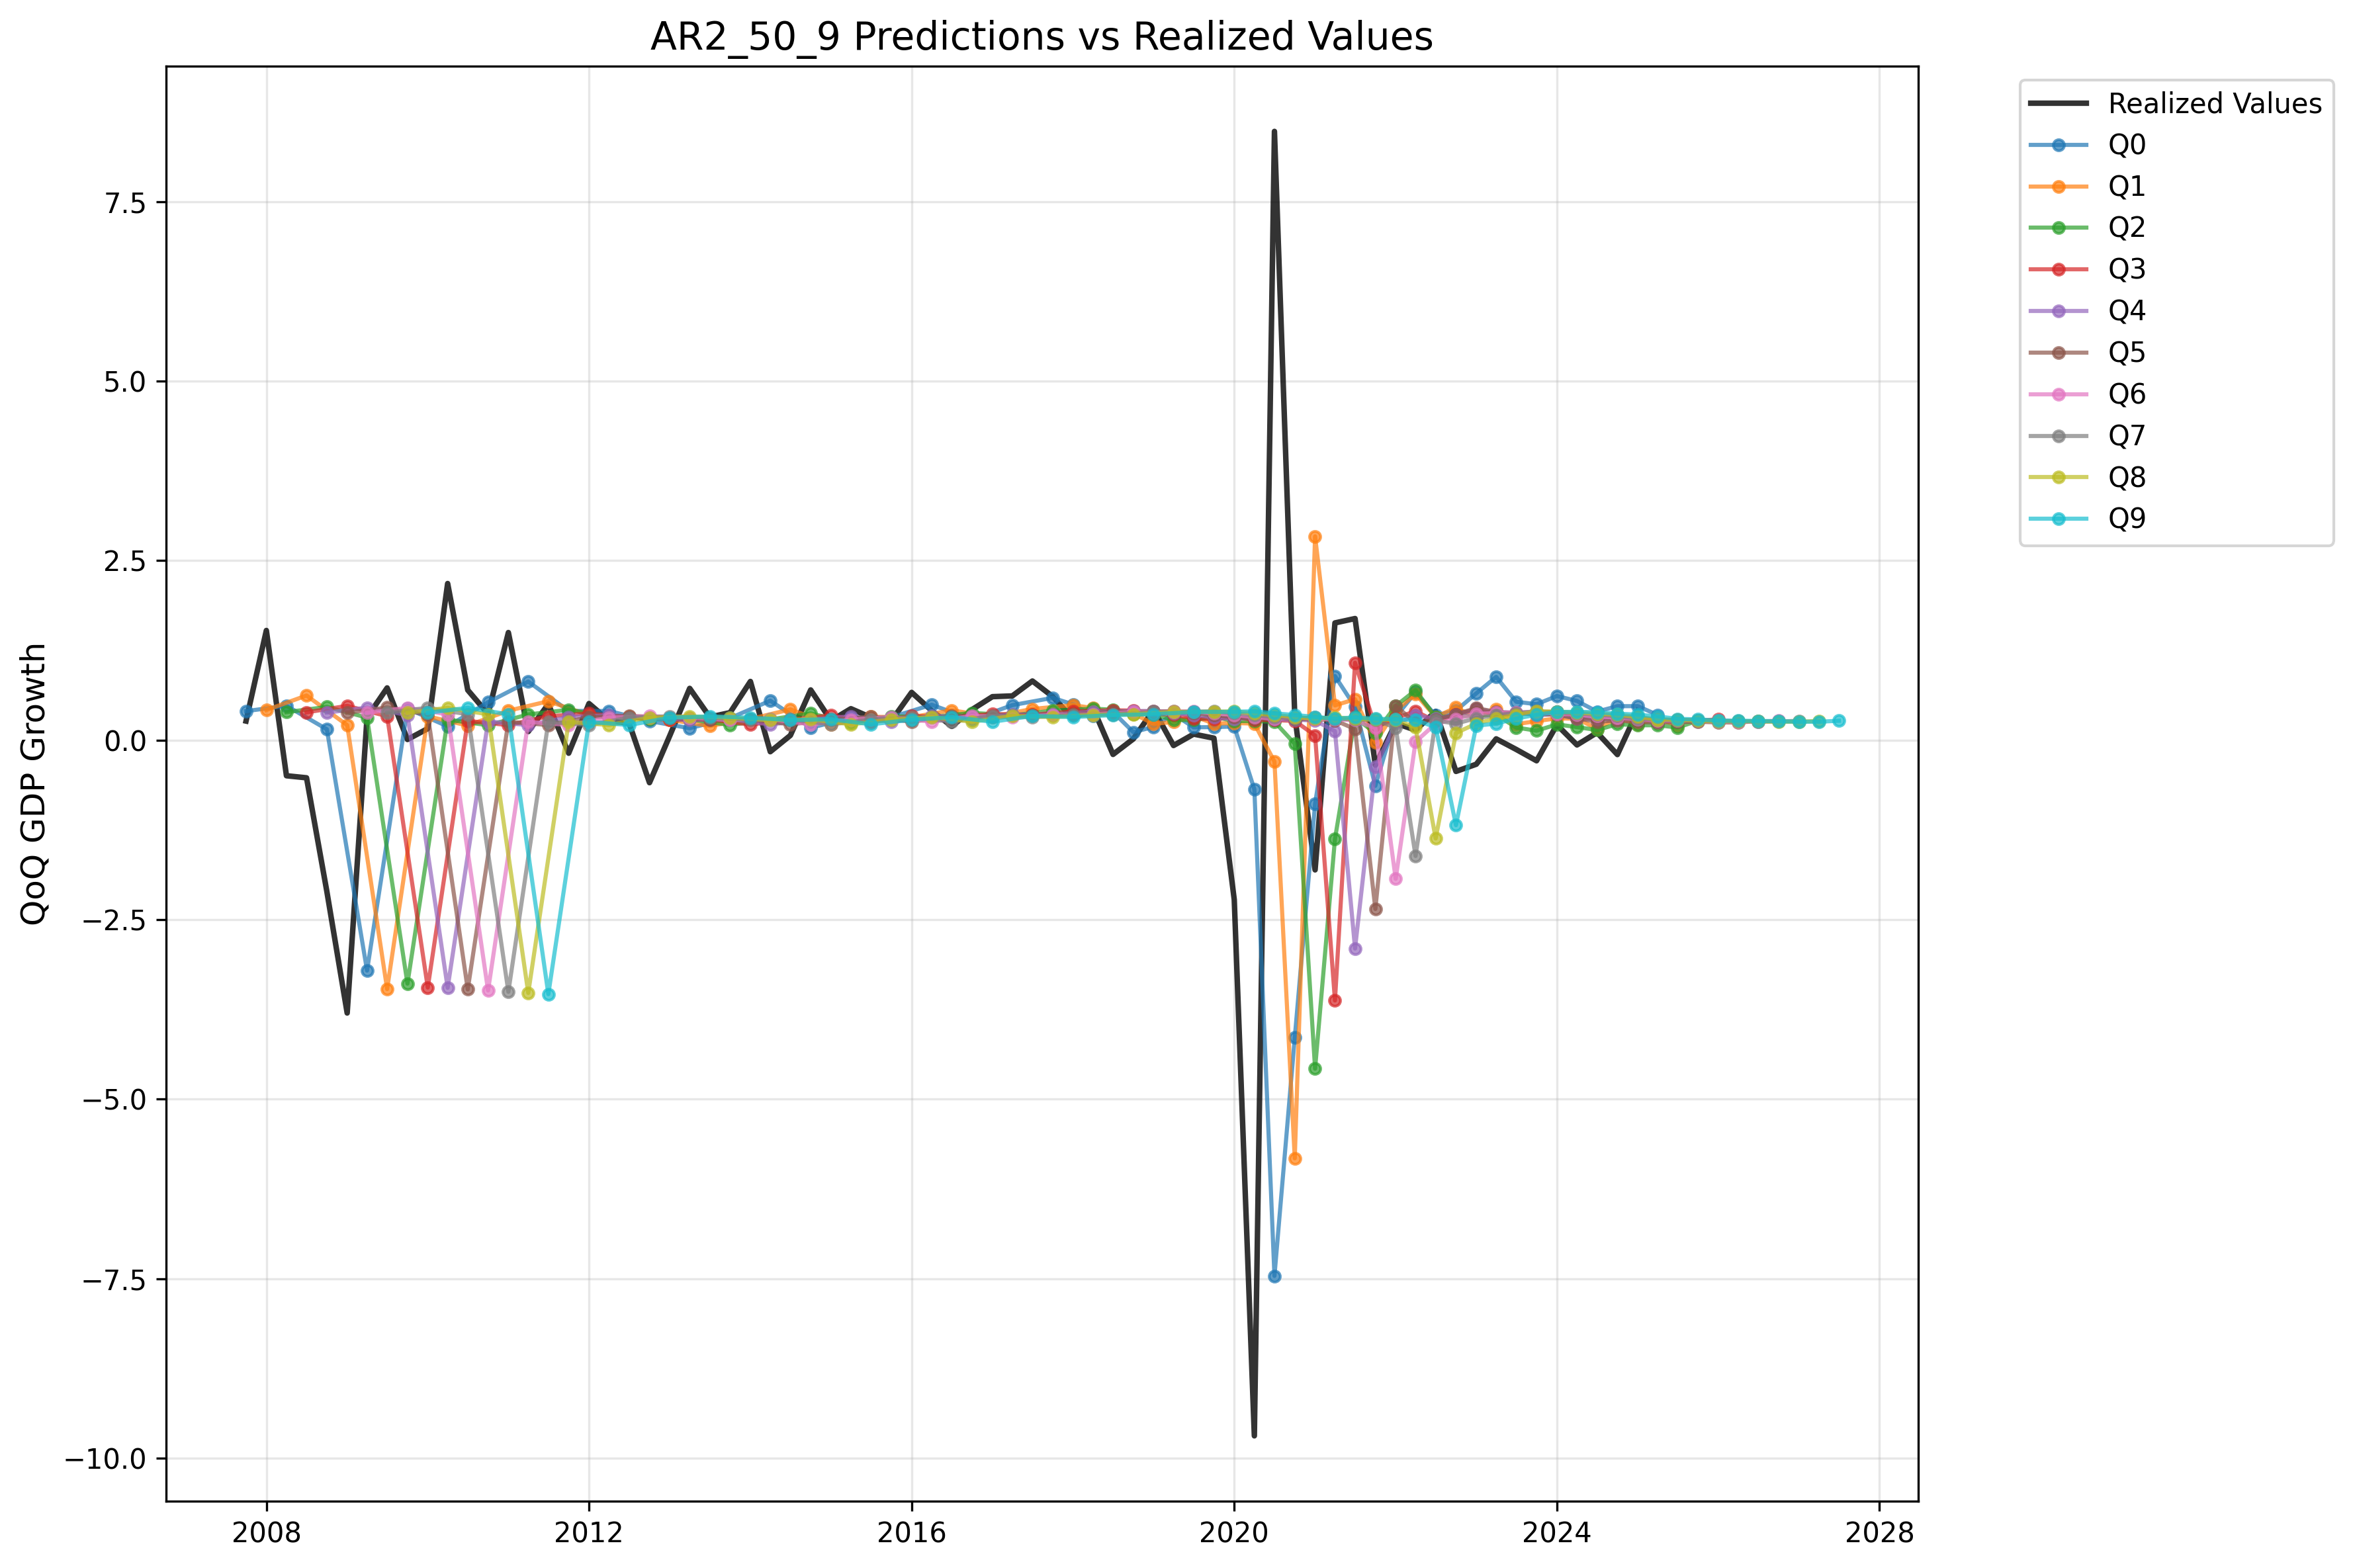 AR2_50_9 Predictions vs Realized Values
QoQ GDP Growth
7.5
5.0
2.5
0.0
−2.5
−5.0
−7.5
−10.0
2008
2012
2016
2020
2024
2028
Realized Values
Q0
Q1
Q2
Q3
Q4
Q5
Q6
Q7
Q8
Q9